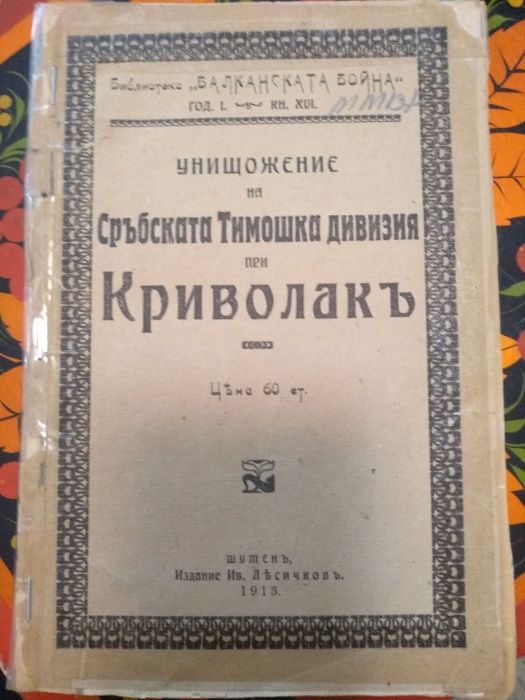 Библиотека „БАЛКАНСКАТА ВОЙНА“
ГОД. I. КН. XVI.
УНИЩОЖЕНИЕ
НА
Сръбската Тимошка дивизия
ПРИ
Криволакъ
Цѣна 60 ст.
ШУМЕНЪ,
Издание Ив. Лѣсичковъ.
1913.